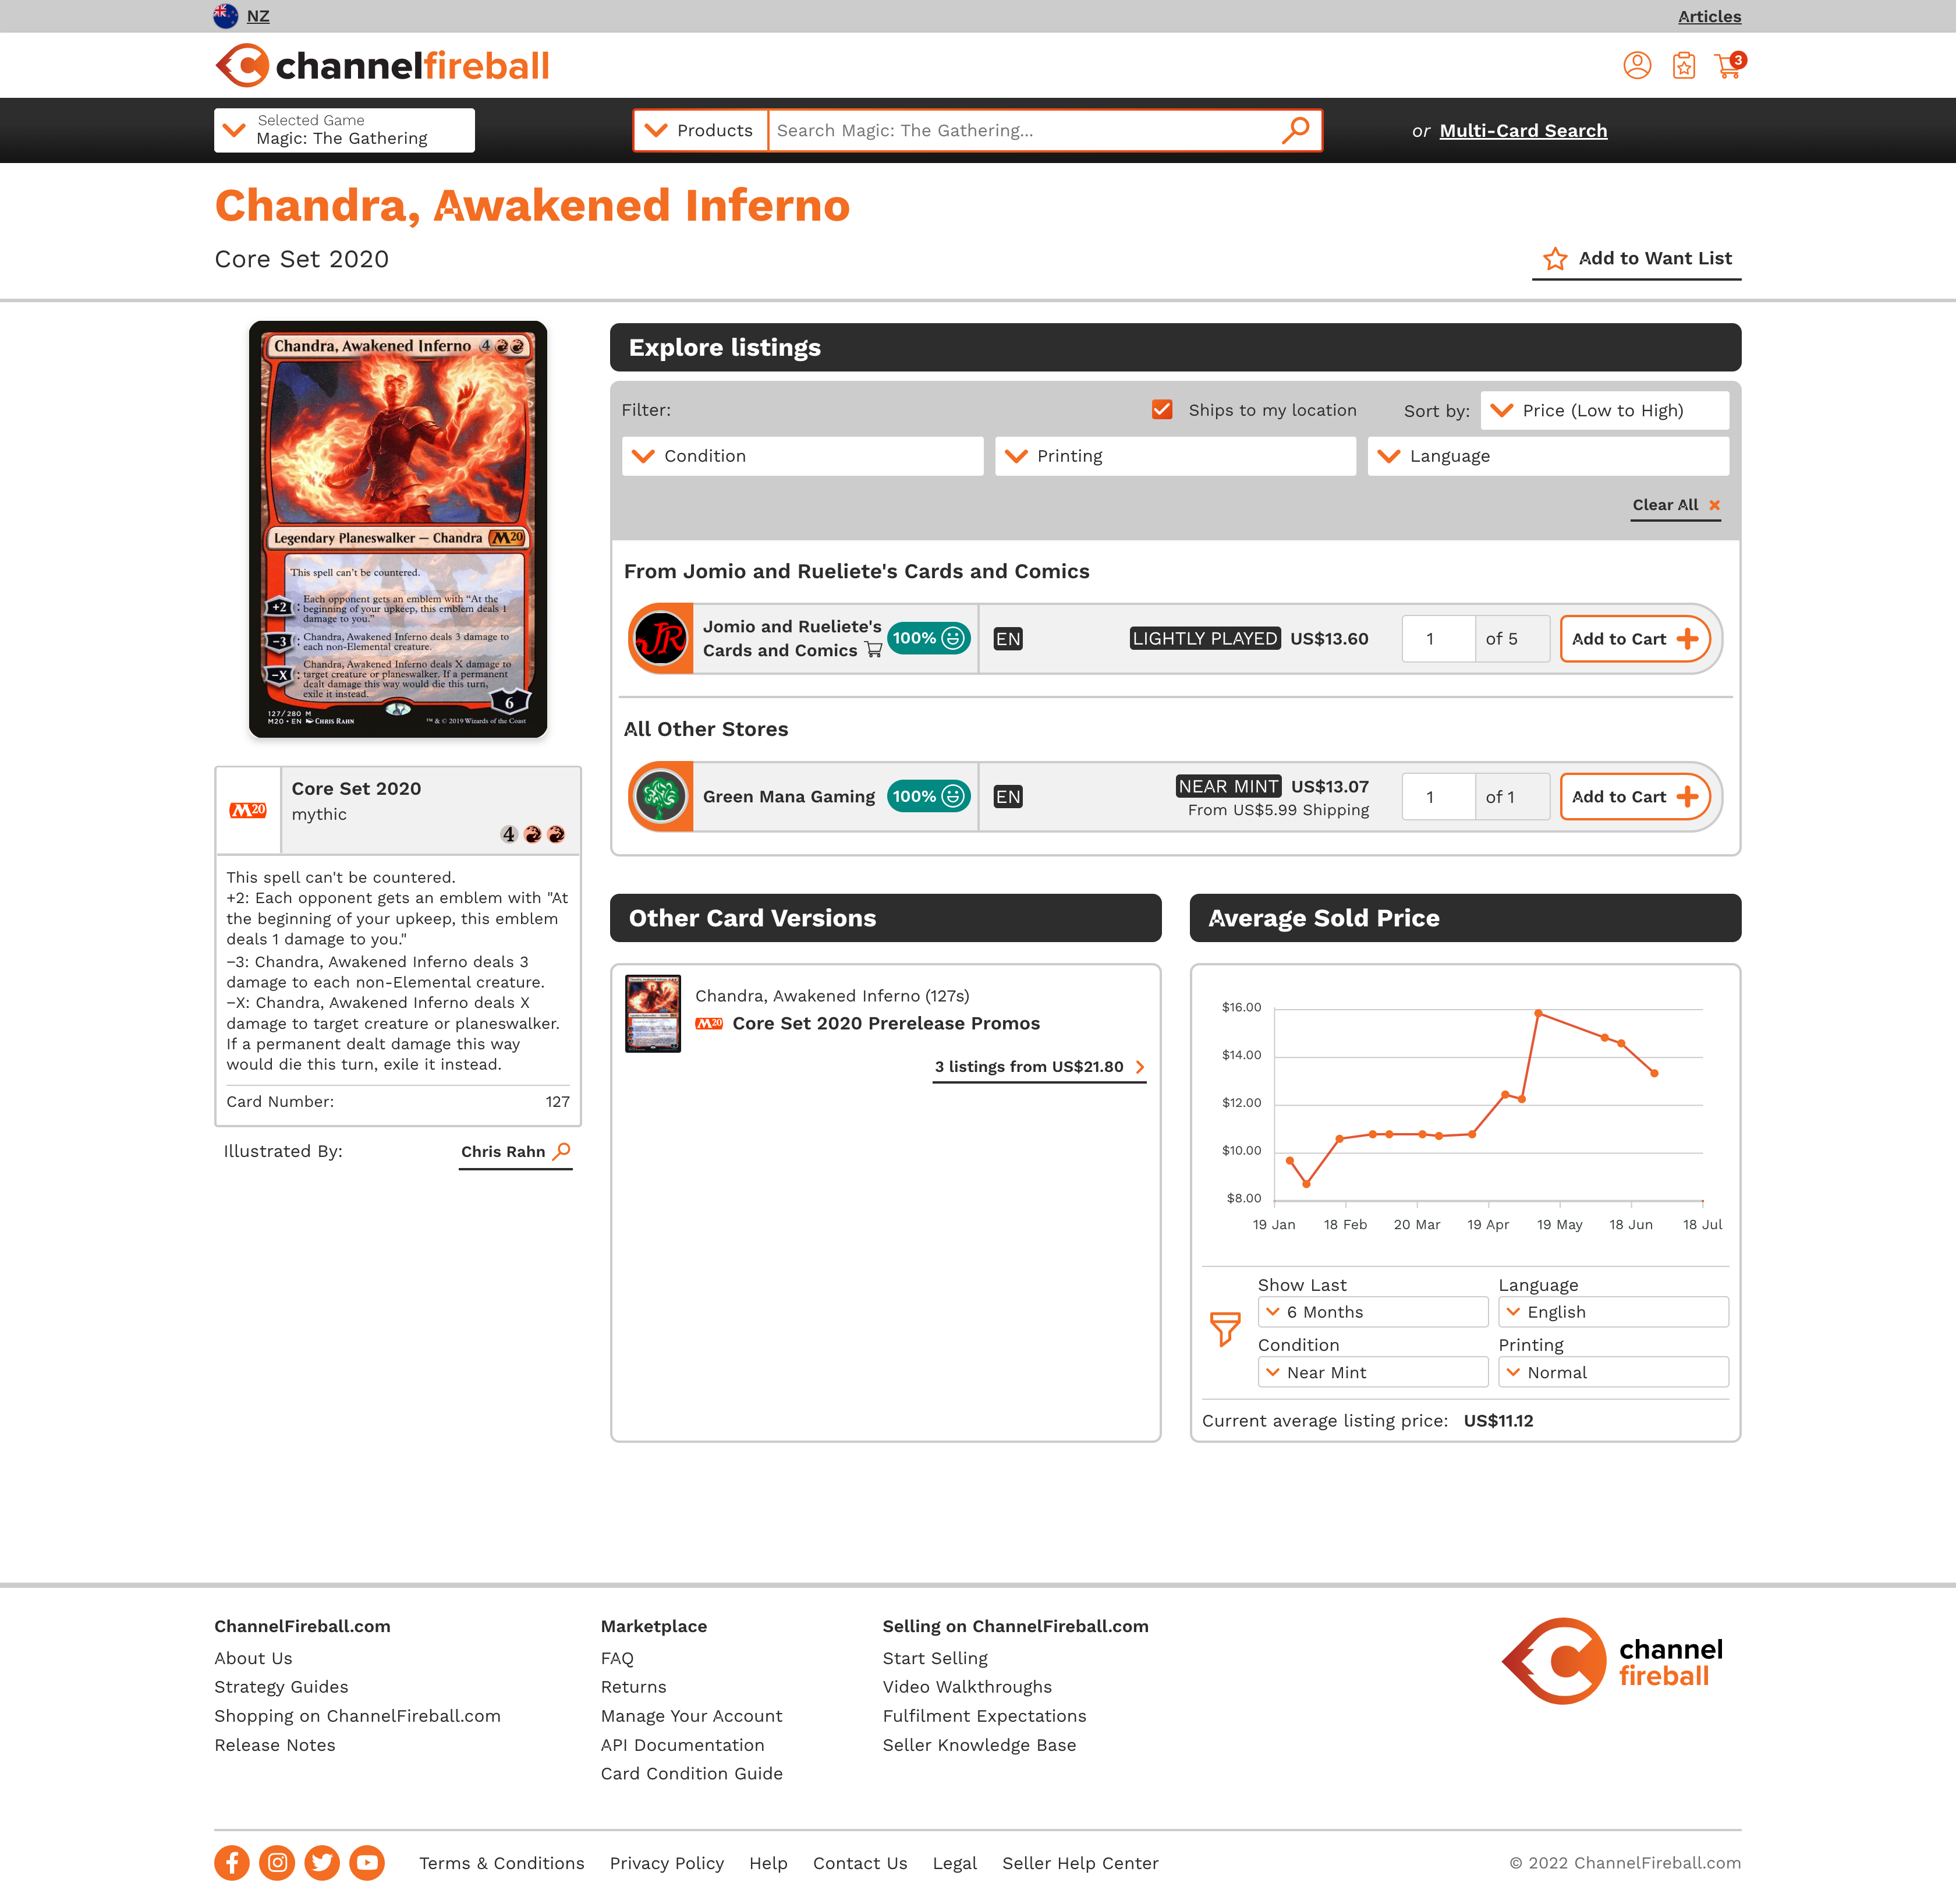 NZ
Articles
channelfireball
3
Selected Game
Magic: The Gathering
Products
Search Magic: The Gathering...
or Multi-Card Search
Chandra, Awakened Inferno
Core Set 2020
Add to Want List
Chandra, Awakened Inferno 4
Legendary Planeswalker — Chandra M20
This spell can't be countered.
+2: Each opponent gets an emblem with "At the
beginning of your upkeep, this emblem deals 1
damage to you."
−3: Chandra, Awakened Inferno deals 3 damage to
each non-Elemental creature.
−X: Chandra, Awakened Inferno deals X damage to
target creature or planeswalker. If a permanent
dealt damage this way would die this turn,
exile it instead.
6
127/280 M
M20 • EN Chris Rahn
™ & © 2019 Wizards of the Coast
M20
Core Set 2020
mythic
4
This spell can't be countered.
+2: Each opponent gets an emblem with "At
the beginning of your upkeep, this emblem
deals 1 damage to you."
−3: Chandra, Awakened Inferno deals 3
damage to each non-Elemental creature.
−X: Chandra, Awakened Inferno deals X
damage to target creature or planeswalker.
If a permanent dealt damage this way
would die this turn, exile it instead.
Card Number: 127
Illustrated By: Chris Rahn
Explore listings
Filter:
Ships to my location
Sort by: Price (Low to High)
Condition
Printing
Language
Clear All
From Jomio and Rueliete's Cards and Comics
JR
Jomio and Rueliete's
Cards and Comics
100%
EN
LIGHTLY PLAYED US$13.60
1 of 5
Add to Cart
All Other Stores
Green Mana Gaming
100%
EN
NEAR MINT US$13.07
From US$5.99 Shipping
1 of 1
Add to Cart
Other Card Versions
Chandra, Awakened Inferno (127s)
M20 Core Set 2020 Prerelease Promos
3 listings from US$21.80
Average Sold Price
$16.00
$14.00
$12.00
$10.00
$8.00
19 Jan 18 Feb 20 Mar 19 Apr 19 May 18 Jun 18 Jul
Show Last
6 Months
Language
English
Condition
Near Mint
Printing
Normal
Current average listing price: US$11.12
ChannelFireball.com
About Us
Strategy Guides
Shopping on ChannelFireball.com
Release Notes
Marketplace
FAQ
Returns
Manage Your Account
API Documentation
Card Condition Guide
Selling on ChannelFireball.com
Start Selling
Video Walkthroughs
Fulfilment Expectations
Seller Knowledge Base
channel
fireball
Terms & Conditions Privacy Policy Help Contact Us Legal Seller Help Center
© 2022 ChannelFireball.com